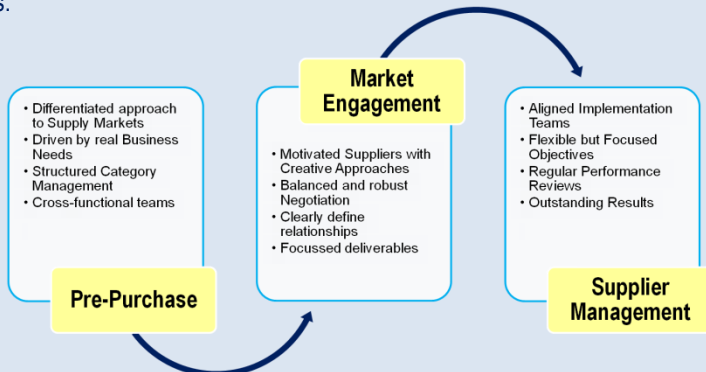 s.
• Differentiated approach
to Supply Markets
• Driven by real Business
Needs
• Structured Category
Management
• Cross-functional teams
Pre-Purchase
Market
Engagement
• Motivated Suppliers with
Creative Approaches
• Balanced and robust
Negotiation
• Clearly define
relationships
• Focussed deliverables
• Aligned Implementation
Teams
• Flexible but Focused
Objectives
• Regular Performance
Reviews
• Outstanding Results
Supplier
Management